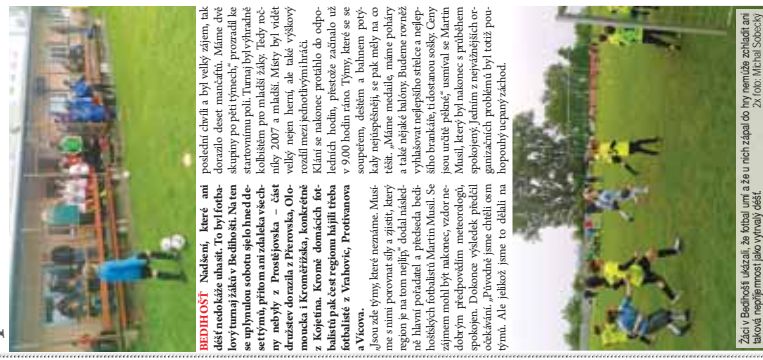 BEDIHOŠŤ Nadšení, které ani
déšť nedokáže uhasit. To byl fotba-
lový turnaj žáků v Bedihošti. Na ten
se uplynulou sobotu sjelo hned de-
set týmů, přitom ani zdaleka všech-
ny nebyly z Prostějovska – část
družstev dorazila z Přerovska, Olo-
moucka i Kroměřížska, konkrétně
z Kojetína. Kromě domácích fot-
balistů pak čest regionu hájili třeba
fotbalisté z Vrahovic, Protivanova
a Vícova.
„Jsou zde týmy, které neznáme. Musí-
me s nimi porovnat síly a zjistit, který
region je na tom nejlíp,“ dodal násled-
ně hlavní pořadatel a předseda bedi-
hošťských fotbalistů Martin Musil. Se
zájmem mohl být nakonec, vzdor ne-
dobrým předpovědím meteorologů,
spokojen. Dokonce výsledek předčil
očekávání. „Původně jsme chtěli osm
týmů. Ale jelikož jsme to dělali na
poslední chvíli a byl velký zájem, tak
dorazilo deset mančaftů. Máme dvě
skupiny po pěti týmech,“ prozradil ke
startovnímu poli. Turnaj byl výhradně
kolbištěm pro mladší žáky. Tedy roč-
níky 2007 a mladší. Místy byl vidět
velký nejen herní, ale také výškový
rozdíl mezi jednotlivými hráči.
Klání se nakonec protáhlo do odpo-
ledních hodin, přestože začínalo už
v 9.00 hodin ráno. Týmy, které se se
soupeřem, deštěm a bahnem potý-
kaly nejúspěšněji, se pak měly na co
těšit. „Máme medaile, máme poháry
a také nějaké balóny. Budeme rovněž
vyhlašovat nejlepšího střelce a nejlep-
šího brankáře, ti dostanou sošky. Ceny
jsou určitě pěkné,“ usmíval se Martin
Musil, který byl nakonec s průběhem
spokojený. Jedním z nejvážnějších or-
ganizačních problémů byl totiž pou-
hopouhý ucpaný záchod.
Žáci v Bedihošti ukázali, že fotbal umí a že u nich zápal do hry nemůže zchladit ani
taková nepříjemnost jako vytrvalý déšť.
2x foto: Michal Sobecký